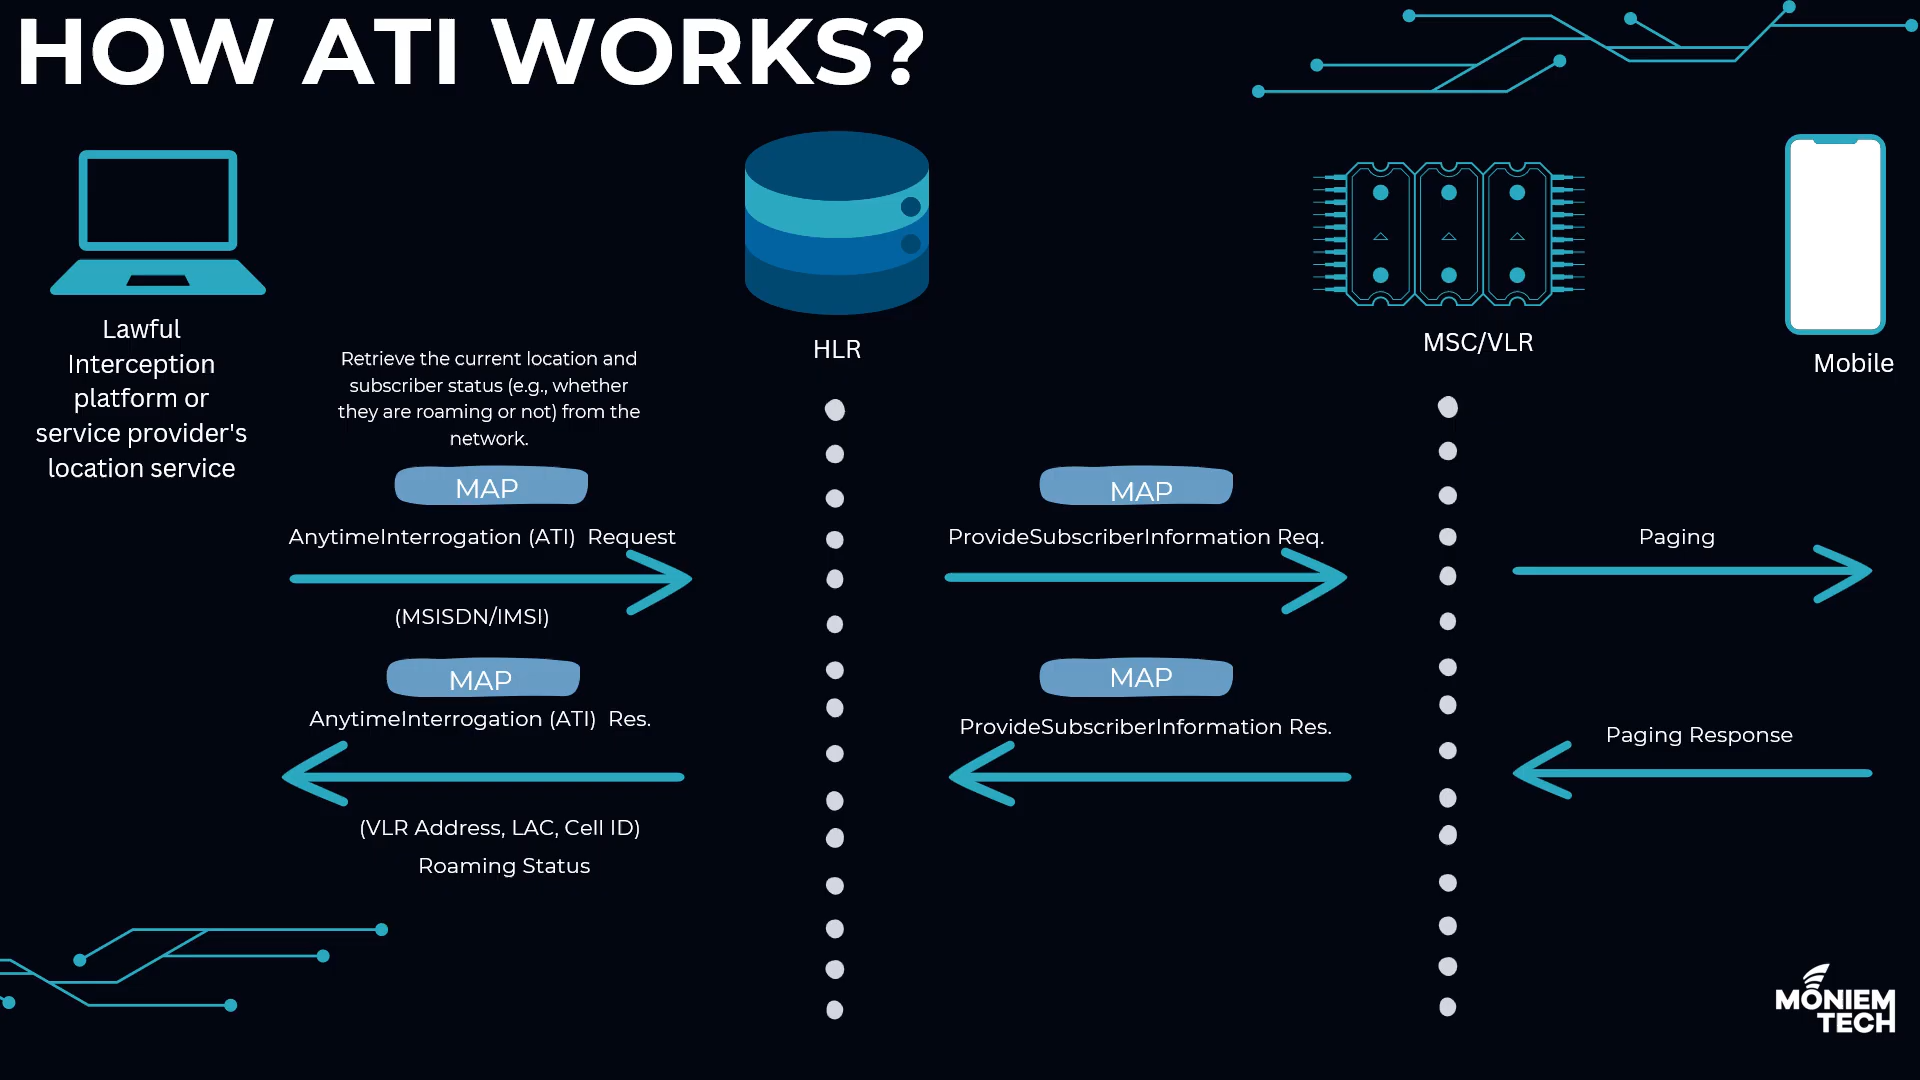 HOW ATI WORKS?
Lawful
Interception
platform or
service provider's
location service
Retrieve the current location and
subscriber status (e.g., whether
they are roaming or not) from the
network.
HLR
MSC/VLR
Mobile
MAP
AnytimeInterrogation (ATI) Request
(MSISDN/IMSI)
MAP
ProvideSubscriberInformation Req.
Paging
MAP
AnytimeInterrogation (ATI) Res.
(VLR Address, LAC, Cell ID)
Roaming Status
MAP
ProvideSubscriberInformation Res.
Paging Response
MONIEM
TECH